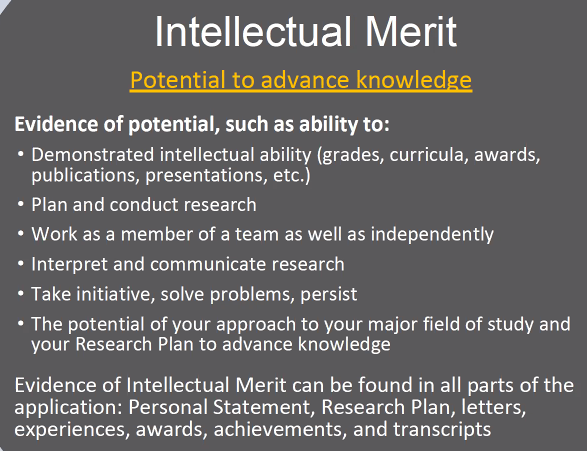 Intellectual Merit
Potential to advance knowledge
Evidence of potential, such as ability to:
• Demonstrated intellectual ability (grades, curricula, awards,
publications, presentations, etc.)
• Plan and conduct research
• Work as a member of a team as well as independently
• Interpret and communicate research
• Take initiative, solve problems, persist
• The potential of your approach to your major field of study and
your Research Plan to advance knowledge
Evidence of Intellectual Merit can be found in all parts of the
application: Personal Statement, Research Plan, letters,
experiences, awards, achievements, and transcripts